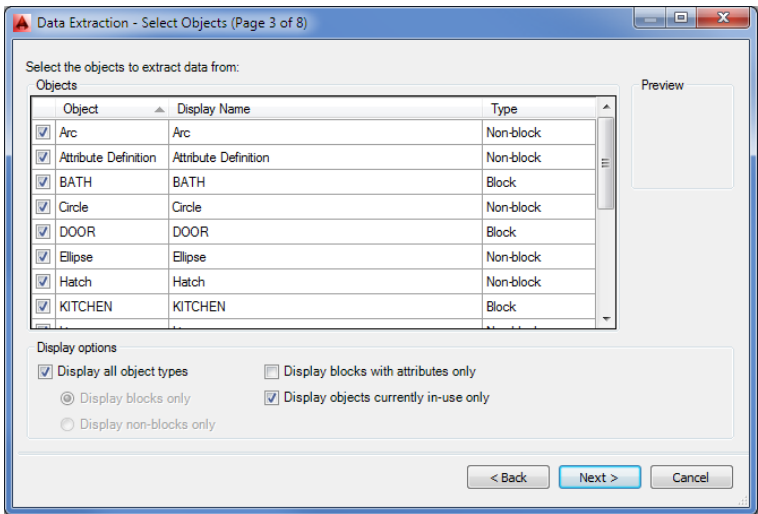 Data Extraction - Select Objects (Page 3 of 8)
Select the objects to extract data from:
Objects
Preview
Object Display Name Type
Arc Arc Non-block
Attribute Definition Attribute Definition Non-block
BATH BATH Block
Circle Circle Non-block
DOOR DOOR Block
Ellipse Ellipse Non-block
Hatch Hatch Non-block
KITCHEN KITCHEN Block
Display options
Display all object types
Display blocks with attributes only
Display blocks only
Display objects currently in-use only
Display non-blocks only
< Back Next > Cancel